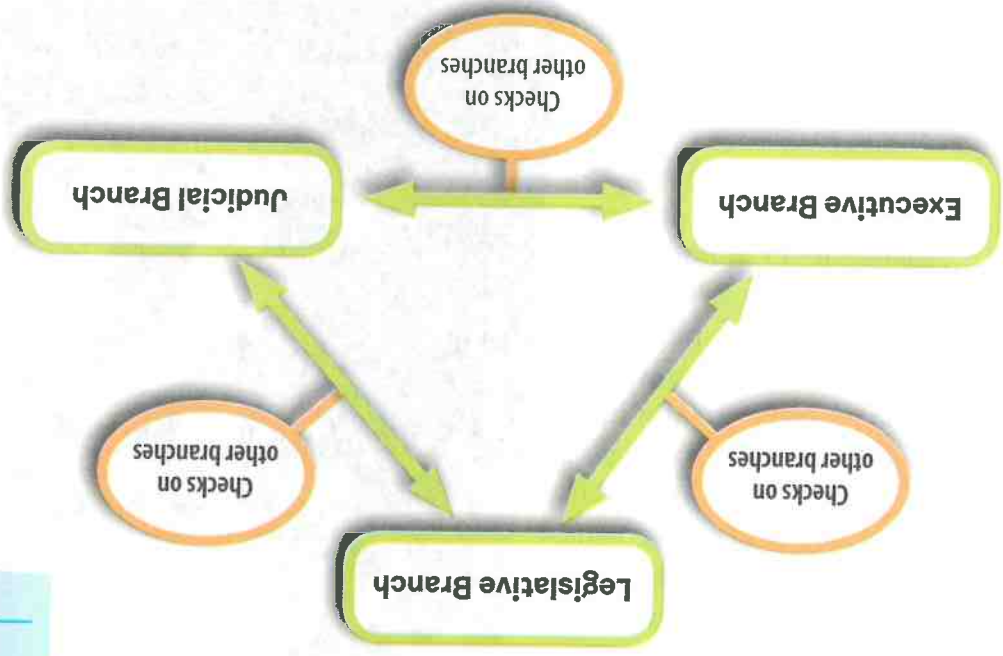 Legislative Branch
Checks on
other branches
Checks on
other branches
Executive Branch
Judicial Branch
Checks on
other branches